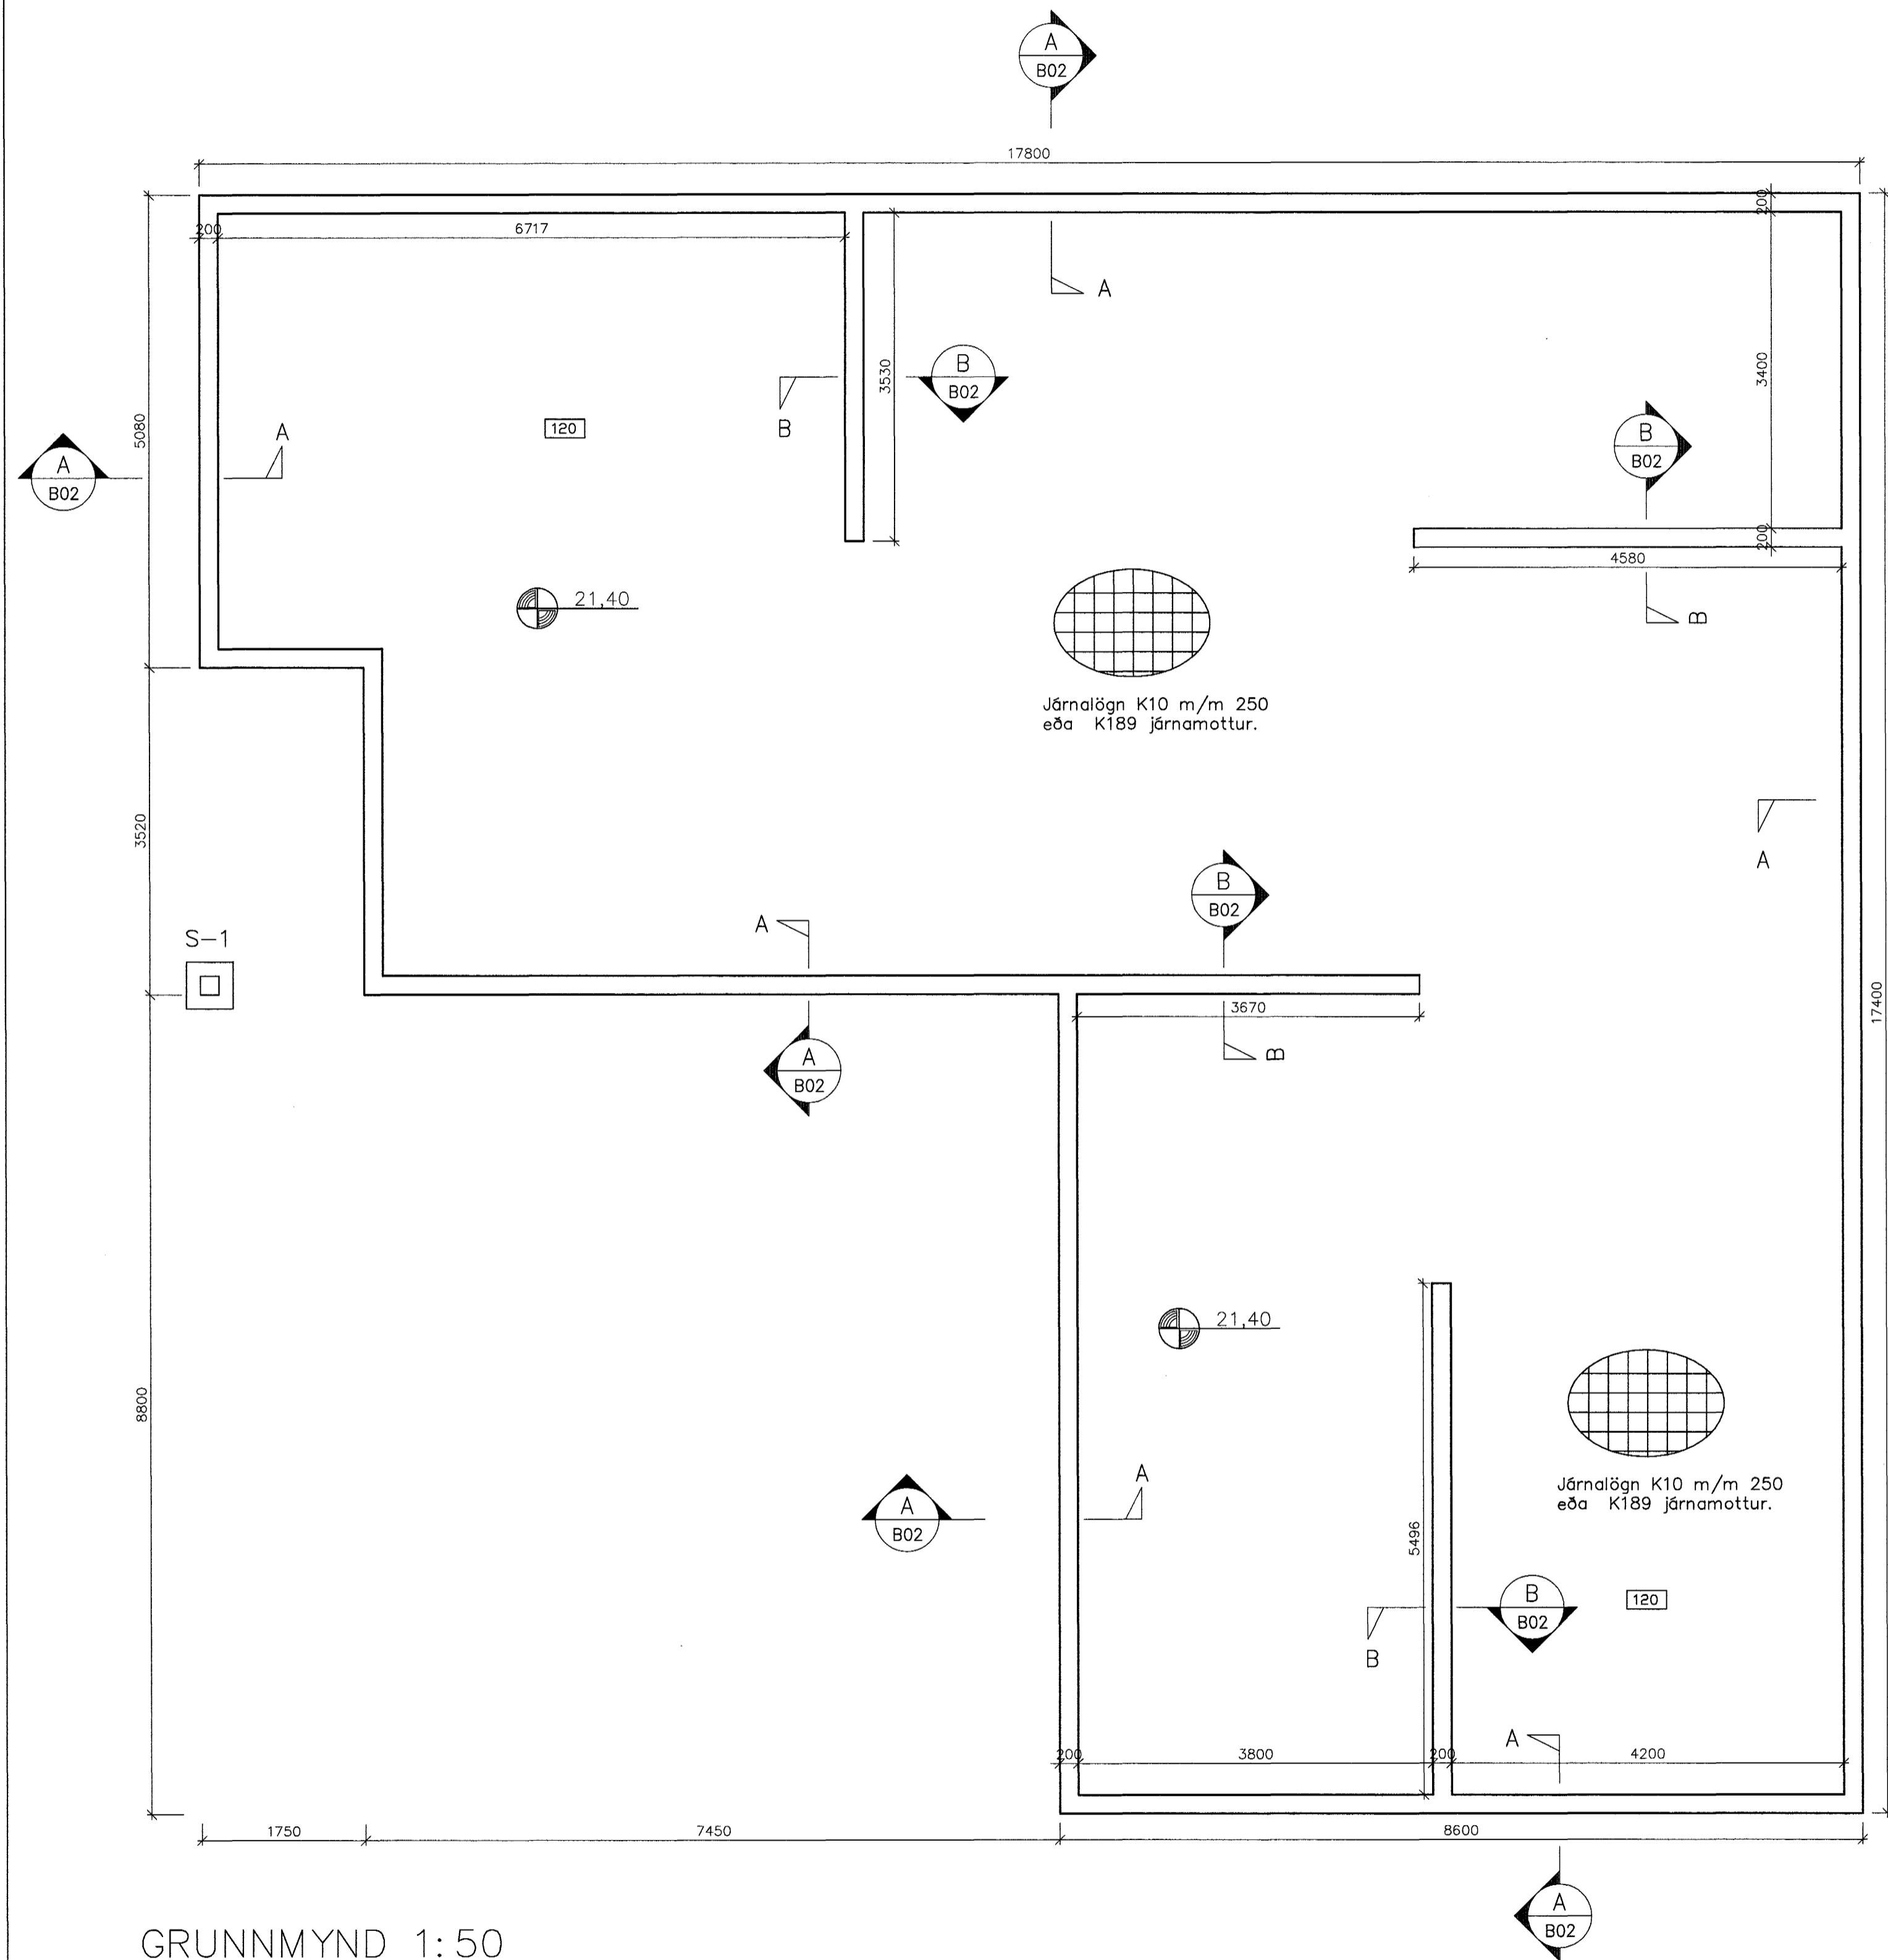 A
B02
17800
200
200
6717
A
3530
B
B02
3400
B
5080
120
A
A
B02
B
B02
200
4580
21,40
B
Járnalögn K10 m/m 250
eða K189 járnamottur.
3520
A
B
B02
A
S-1
3670
17400
B
A
B02
21,40
8800
A
Járnalögn K10 m/m 250
eða K189 járnamottur.
A
B02
5496
B
B02
120
B
A
200
3800
200
4200
1750
7450
8600
A
B02
GRUNNMYND 1:50